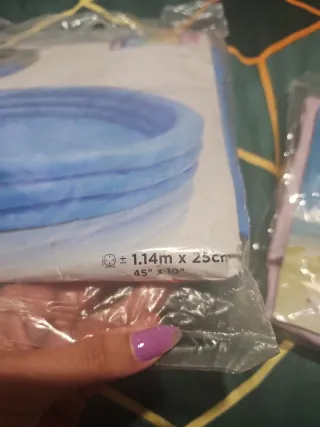 ± 1.14m x 25cm
45" x 10"